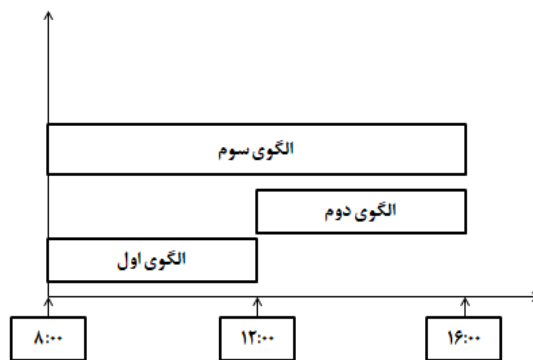 الگوی سوم
الگوی دوم
الگوی اول
۸:۰۰
۱۲:۰۰
۱۶:۰۰